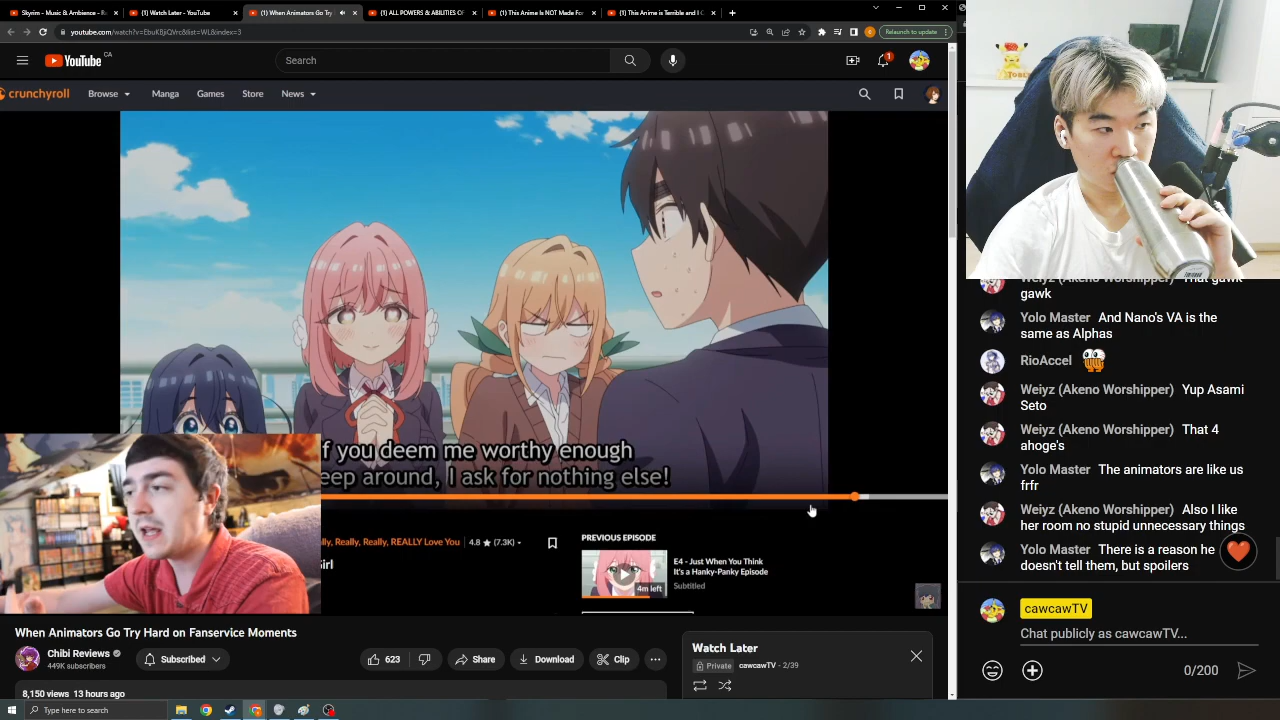 Skyrim - Music & Ambience - R
(1) Watch Later - YouTube
(1) When Animators Go Try
(1) ALL POWERS & ABILITIES OF
(1) This Anime Is NOT Made For
(1) This Anime is Terrible and I C
youtube.com/watch?v=EbuKBjiQVrc&list=WL&index=3
Relaunch to update
YouTube CA
Search
1
crunchyroll
Browse
Manga
Games
Store
News
f you deem me worthy enough
eep around, I ask for nothing else!
lly, Really, Really, REALLY Love You
4.8 ★ (7.3K)
irl
PREVIOUS EPISODE
4m left
E4 - Just When You Think
It's a Hanky-Panky Episode
Subtitled
When Animators Go Try Hard on Fanservice Moments
Chibi Reviews
449K subscribers
Subscribed
623
Share
Download
Clip
8,150 views 13 hours ago
Watch Later
Private
cawcawTV - 2/39
Type here to search
Weiyz (Akeno Worshipper) That gawk
gawk
Yolo Master And Nano's VA is the
same as Alphas
RioAccel
Weiyz (Akeno Worshipper) Yup Asami
Seto
Weiyz (Akeno Worshipper) That 4
ahoge's
Yolo Master The animators are like us
frfr
Weiyz (Akeno Worshipper) Also I like
her room no stupid unnecessary things
Yolo Master There is a reason he
doesn't tell them, but spoilers
cawcawTV
Chat publicly as cawcawTV...
0/200